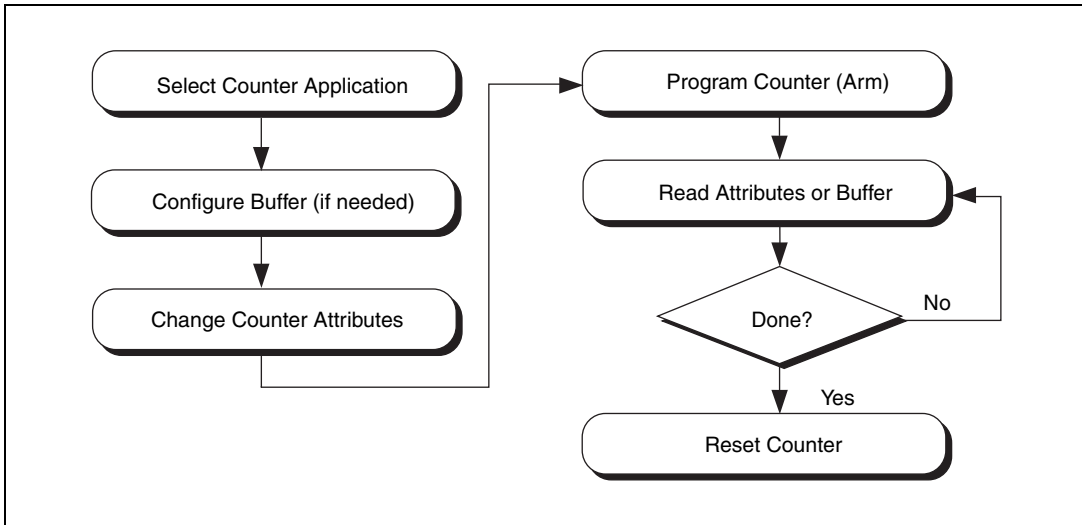 Select Counter Application
Configure Buffer (if needed)
Change Counter Attributes
Program Counter (Arm)
Read Attributes or Buffer
Done?
No
Yes
Reset Counter